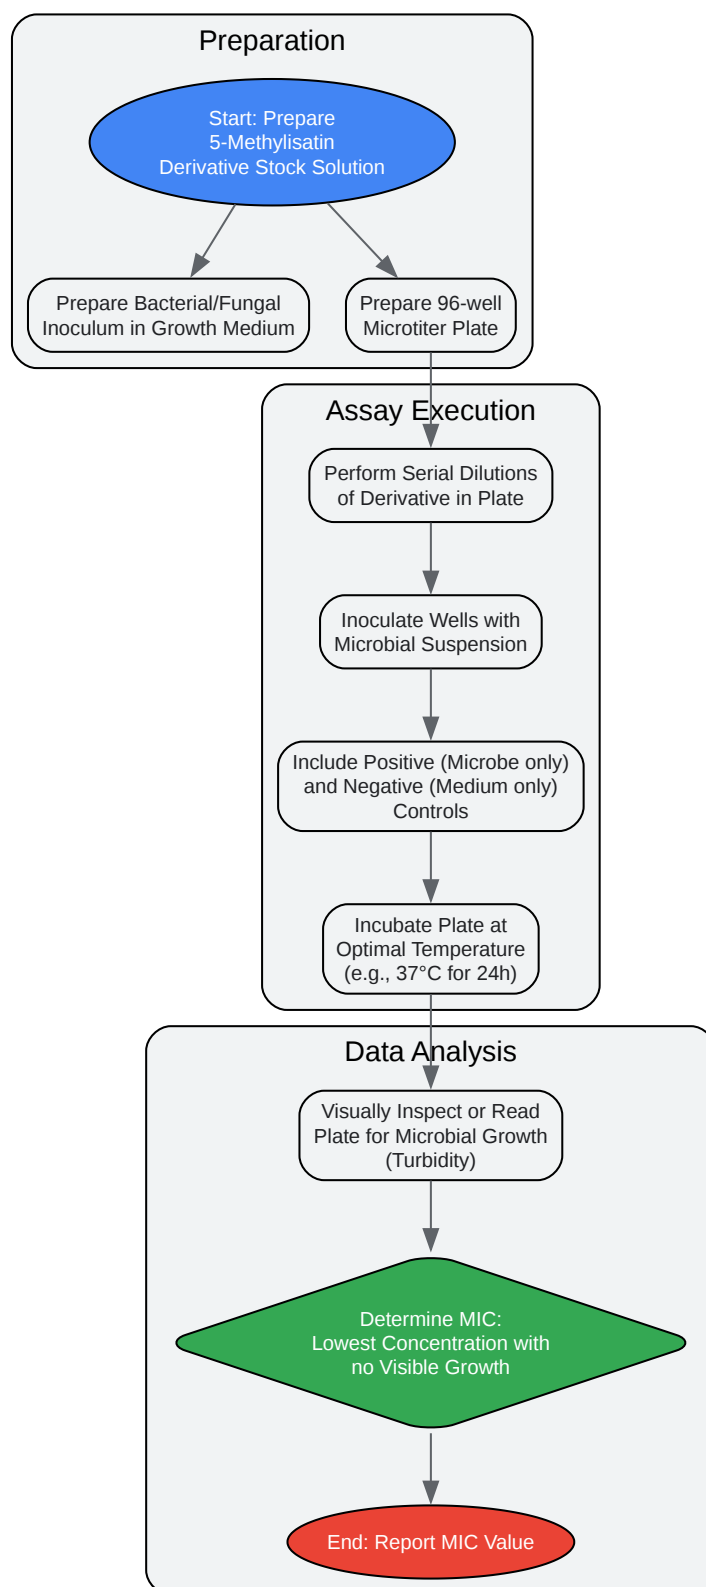 Preparation
Start: Prepare
5-Methylisatin
Derivative Stock Solution
Prepare Bacterial/Fungal
Inoculum in Growth Medium
Prepare 96-well
Microtiter Plate
Assay Execution
Perform Serial Dilutions
of Derivative in Plate
Inoculate Wells with
Microbial Suspension
Include Positive (Microbe only)
and Negative (Medium only)
Controls
Incubate Plate at
Optimal Temperature
(e.g., 37°C for 24h)
Data Analysis
Visually Inspect or Read
Plate for Microbial Growth
(Turbidity)
Determine MIC:
Lowest Concentration with
no Visible Growth
End: Report MIC Value